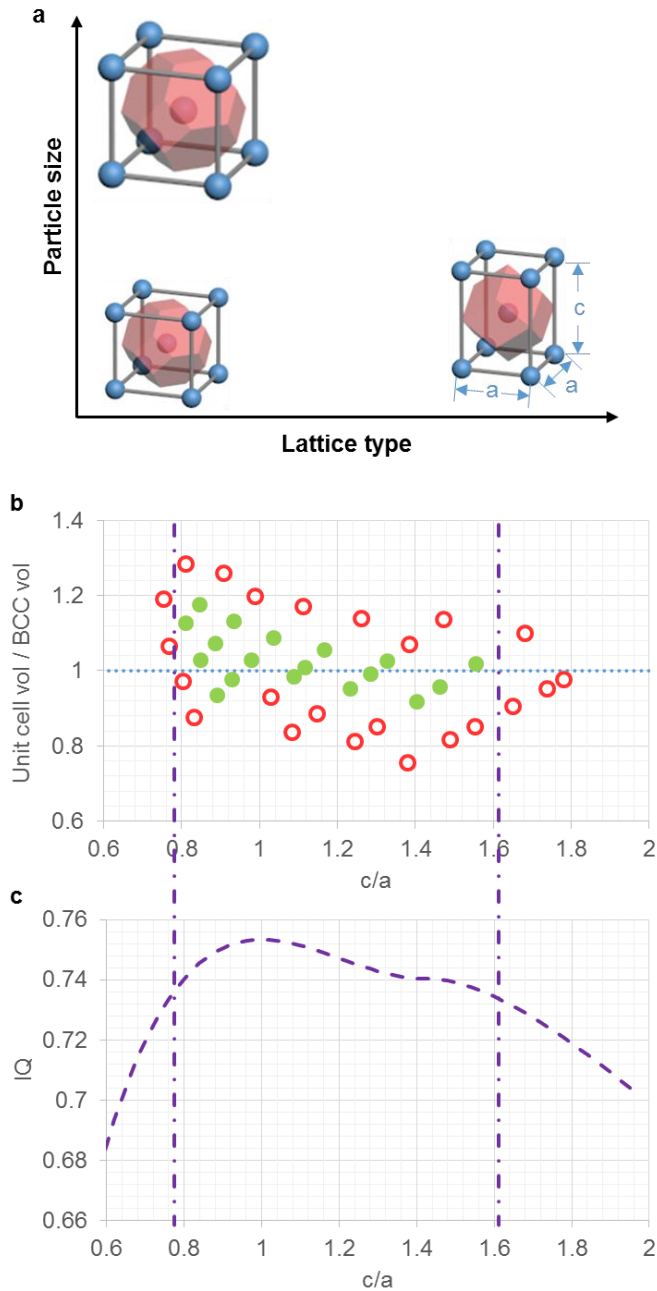 a
Particle size
c
a
a
Lattice type
b
Unit cell vol / BCC vol
1.4
1.2
1
0.8
0.6
0.6 0.8 1 1.2 1.4 1.6 1.8 2
c/a
c
IQ
0.76
0.74
0.72
0.7
0.68
0.66
0.6 0.8 1 1.2 1.4 1.6 1.8 2
c/a